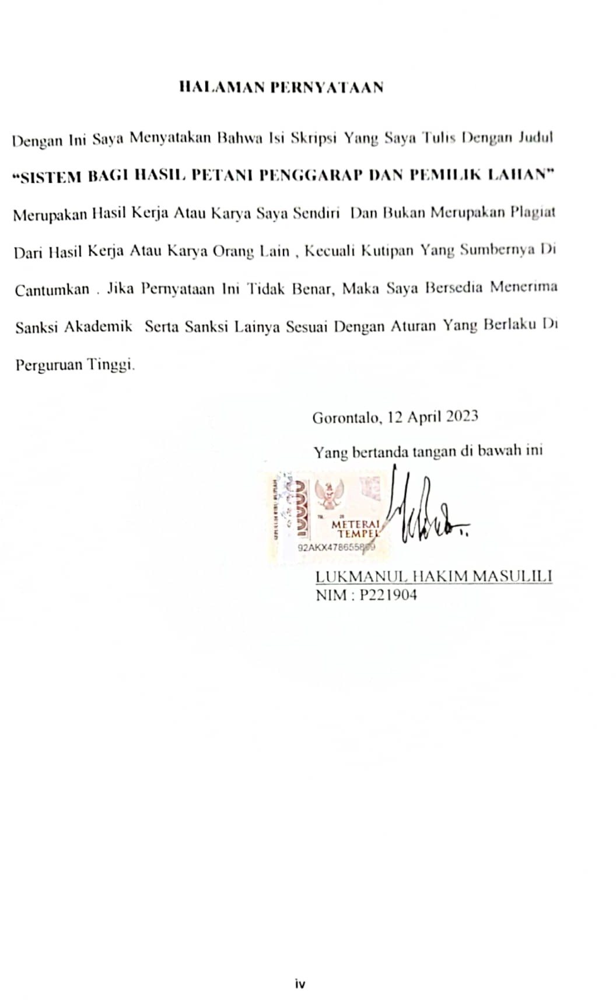 HALAMAN PERNYATAAN
Dengan Ini Saya Menyatakan Bahwa Isi Skripsi Yang Saya Tulis Dengan Judul
“SISTEM BAGI HASIL PETANI PENGGARAP DAN PEMILIK LAHAN”
Merupakan Hasil Kerja Atau Karya Saya Sendiri Dan Bukan Merupakan Plagiat
Dari Hasil Kerja Atau Karya Orang Lain , Kecuali Kutipan Yang Sumbernya Di
Cantumkan . Jika Pernyataan Ini Tidak Benar, Maka Saya Bersedia Menerima
Sanksi Akademik Serta Sanksi Lainya Sesuai Dengan Aturan Yang Berlaku Di
Perguruan Tinggi.
Gorontalo, 12 April 2023
Yang bertanda tangan di bawah ini
10000
METERAI
TEMPEL
LUKMANUL HAKIM MASULILI
NIM : P221904
iv